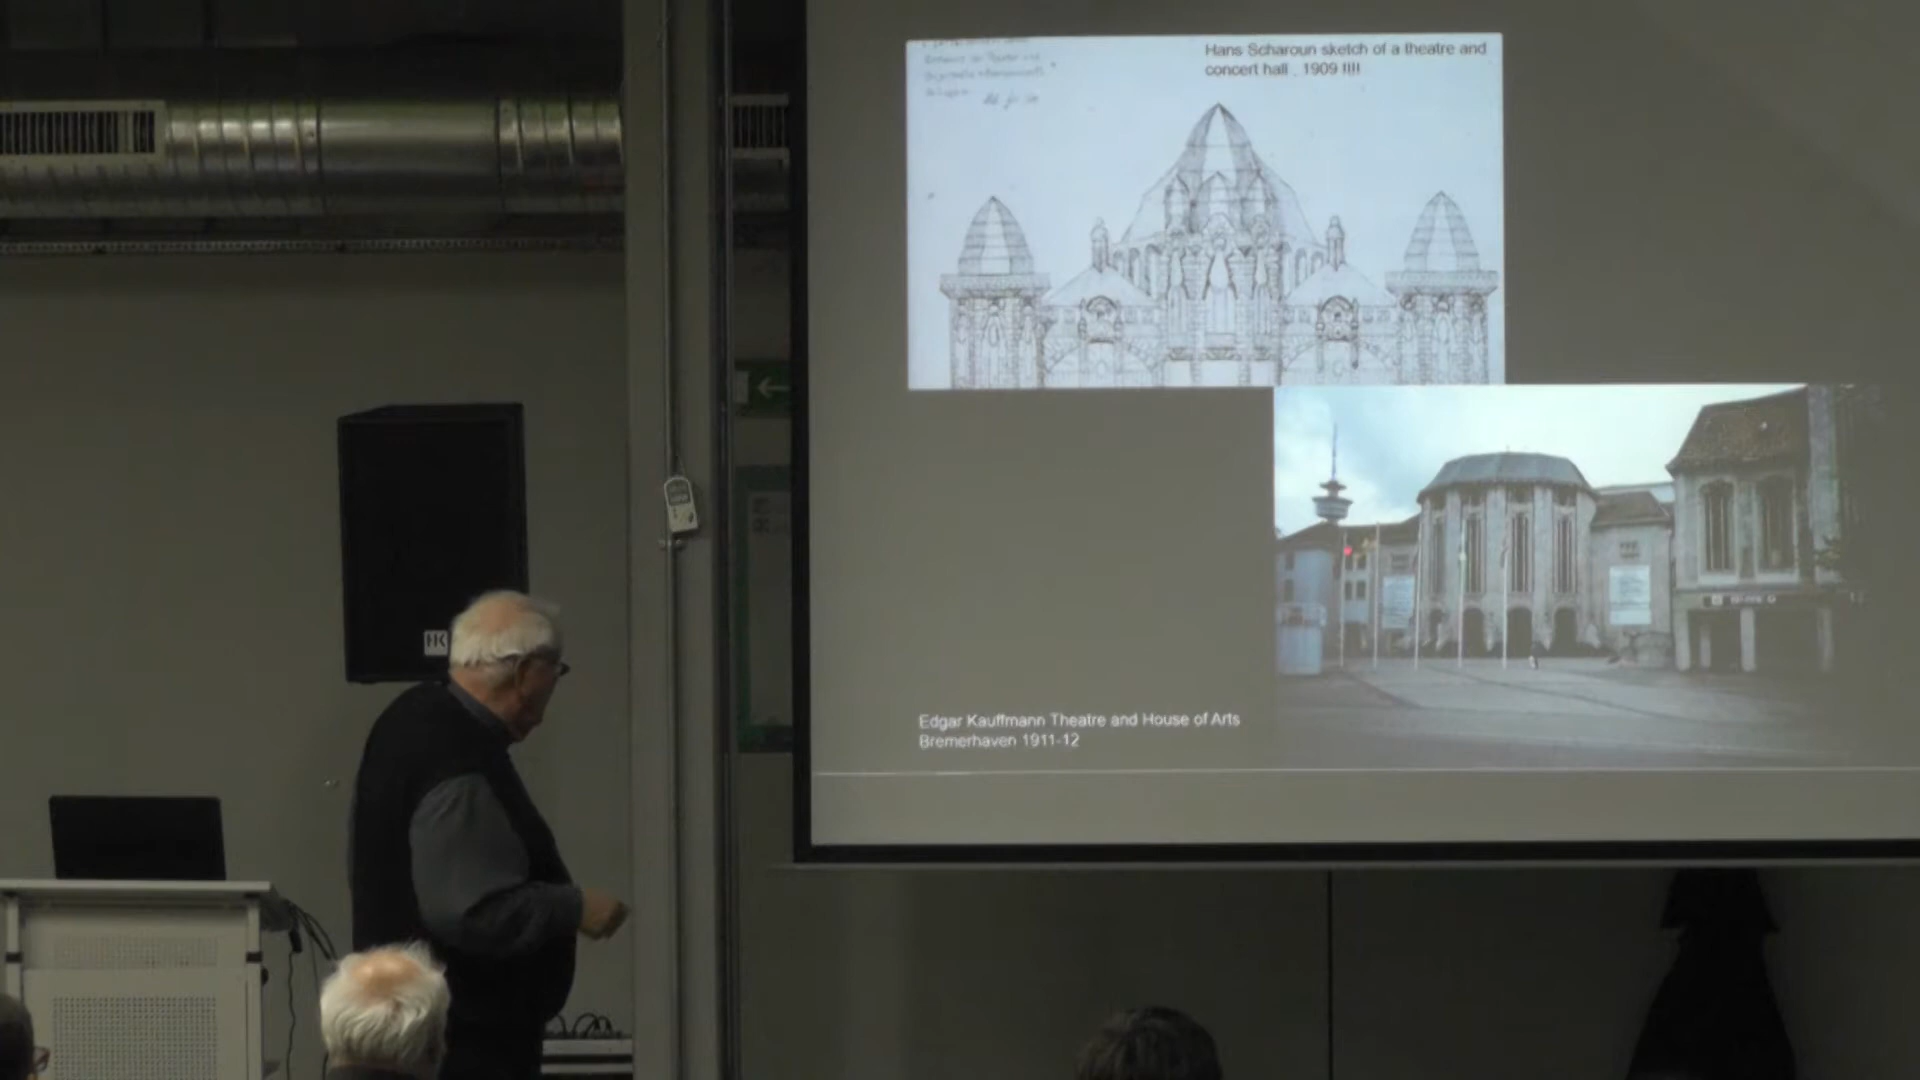 Hans Scharoun sketch of a theatre and
concert hall . 1909 !!!!
Edgar Kauffmann Theatre and House of Arts
Bremerhaven 1911-12
HK